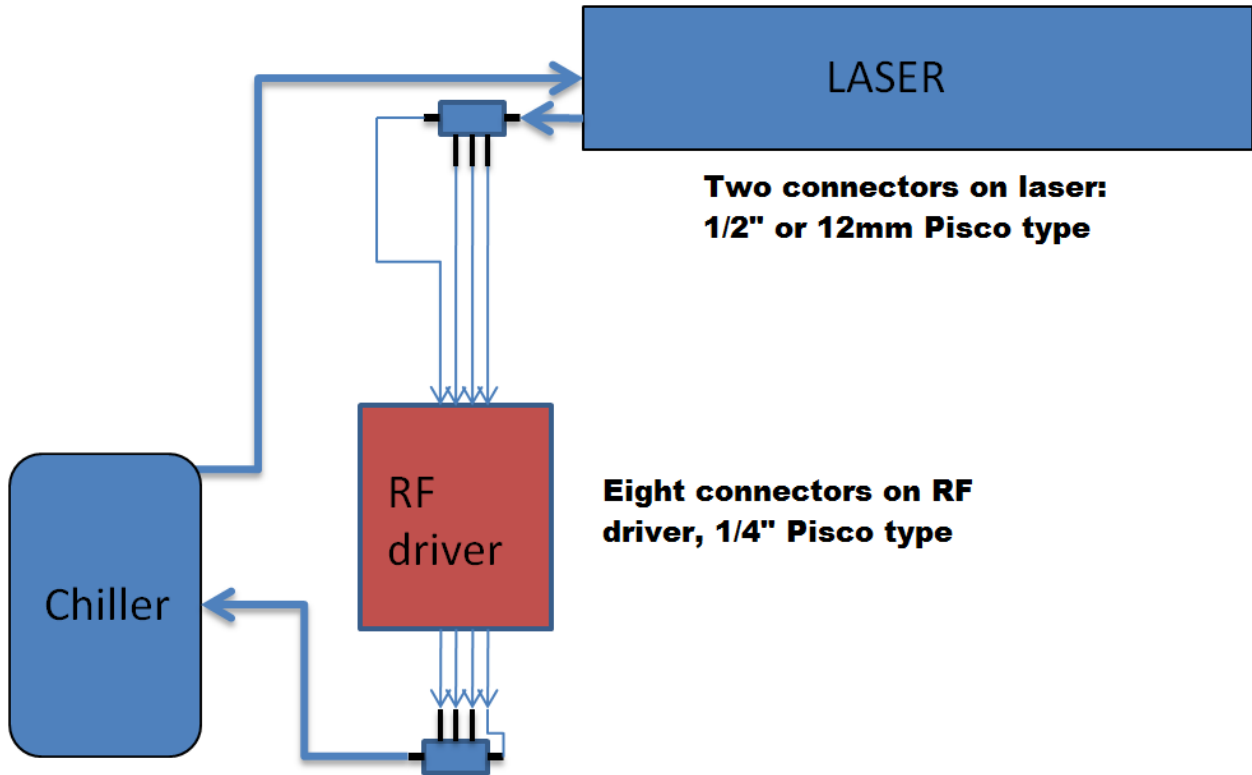 LASER
Two connectors on laser:
1/2" or 12mm Pisco type
RF
driver
Eight connectors on RF
driver, 1/4" Pisco type
Chiller